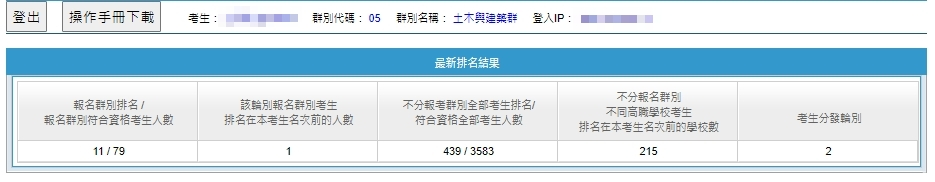 登出 操作手冊下載 考生： 群別代碼： 05 群別名稱： 土木與建築群 登入IP：
最新排名結果
報名群別排名 /
報名群別符合資格考生人數
該輪別報名群別考生
排名在本考生名次前的人數
不分報考群別全部考生排名/
符合資格全部考生人數
不分報名群別
不同高職學校考生
排名在本考生名次前的學校數
考生分發輪別
11 / 79 1 439 / 3583 215 2